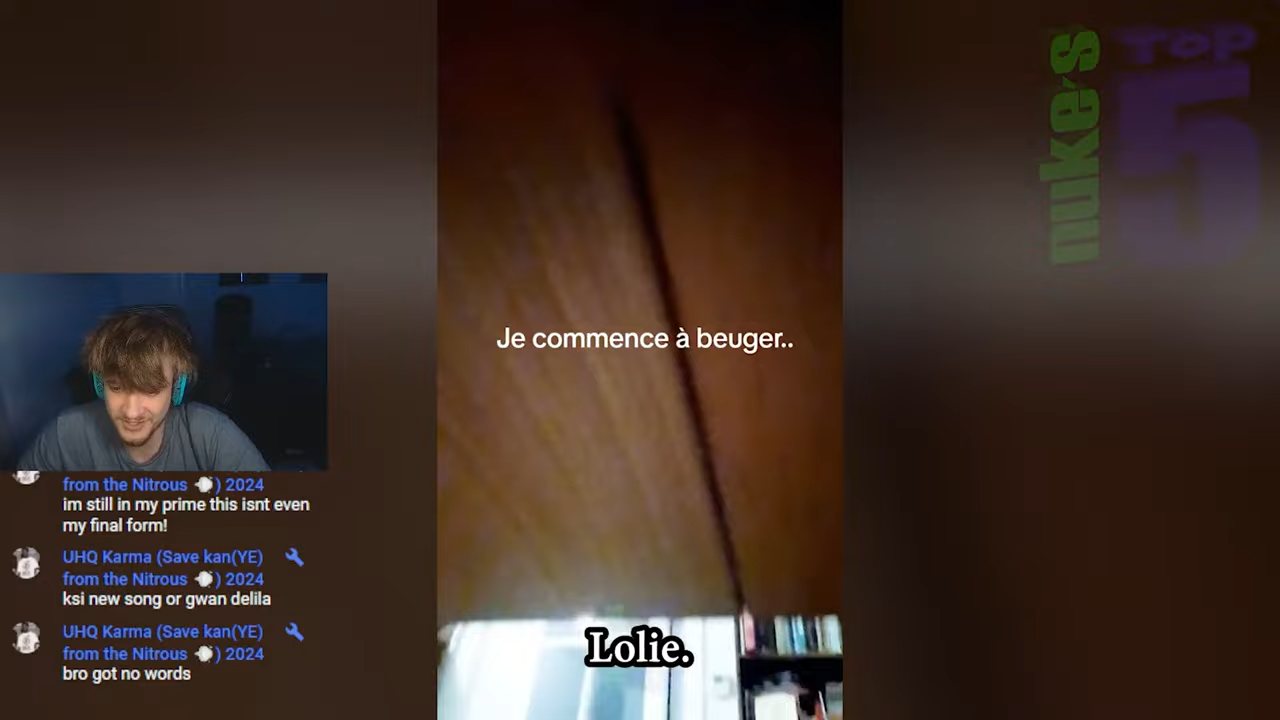 nuke's
TOP
5
Je commence à beuger..
Lolie.
from the Nitrous 🗣) 2024
im still in my prime this isnt even
my final form!
UHQ Karma (Save kan(YE)
from the Nitrous 🗣) 2024
ksi new song or gwan delila
UHQ Karma (Save kan(YE)
from the Nitrous 🗣) 2024
bro got no words